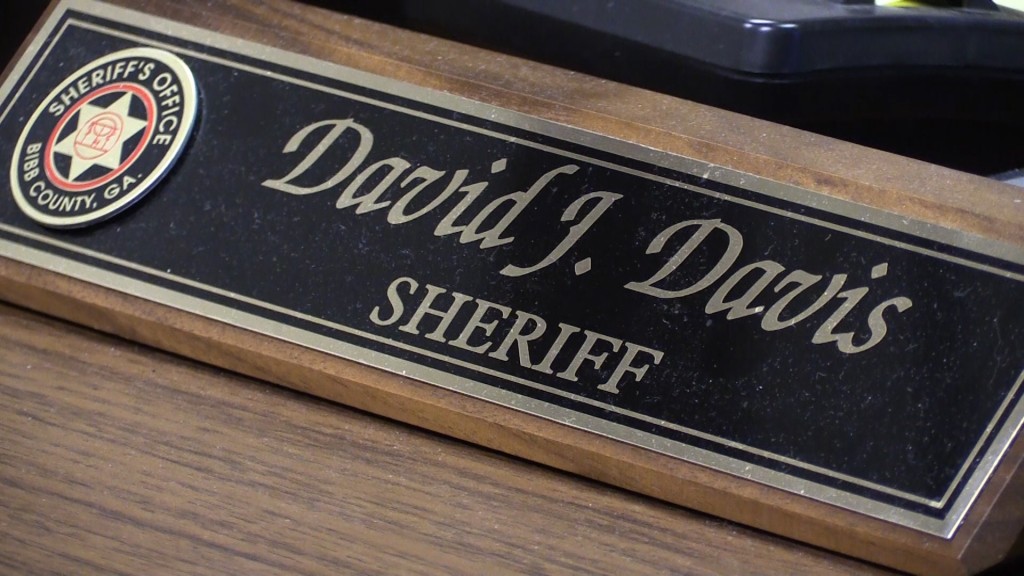 SHERIFF'S OFFICE
BIBB COUNTY, GA.
David J. Davis
SHERIFF